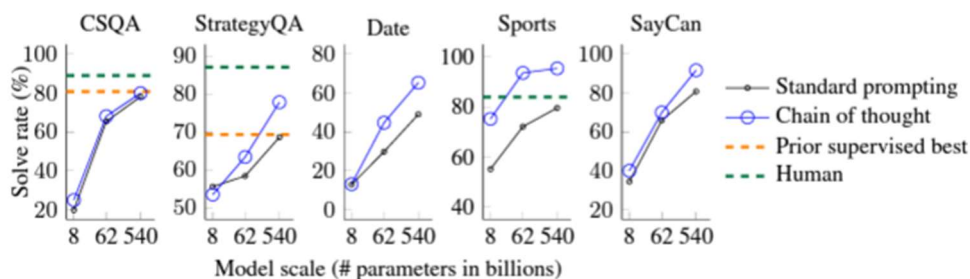 CSQA StrategyQA Date Sports SayCan
Solve rate (%)
100 80 60 40 20
8 62 540
90 80 70 60 50
8 62 540
80 60 40 20 0
8 62 540
100 80 60 40
8 62 540
100 80 60 40 20
8 62 540
Standard prompting
Chain of thought
Prior supervised best
Human
Model scale (# parameters in billions)